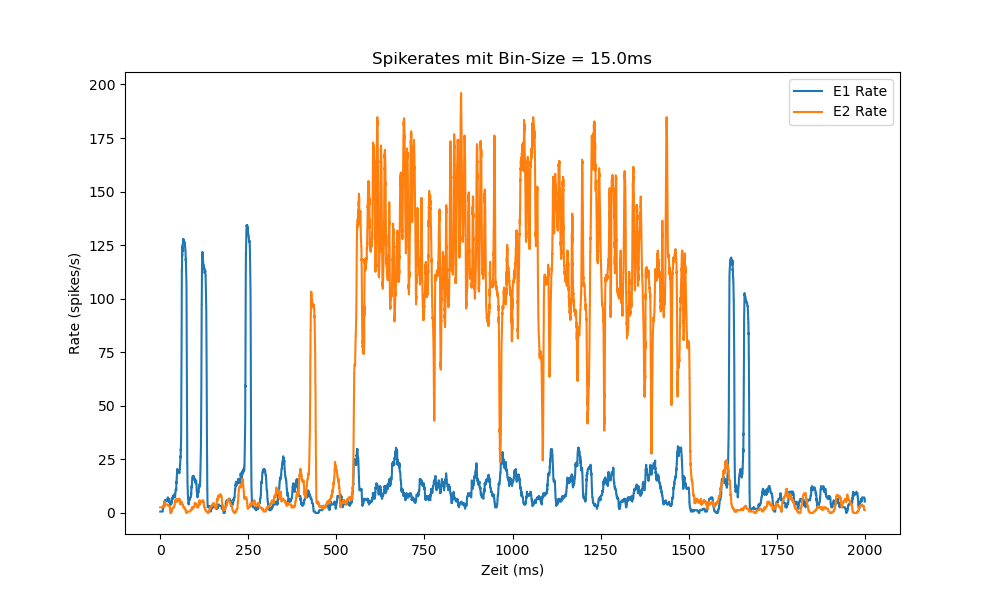 Spikerates mit Bin-Size = 15.0ms
E1 Rate
E2 Rate
Rate (spikes/s)
200
175
150
125
100
75
50
25
0
0 250 500 750 1000 1250 1500 1750 2000
Zeit (ms)